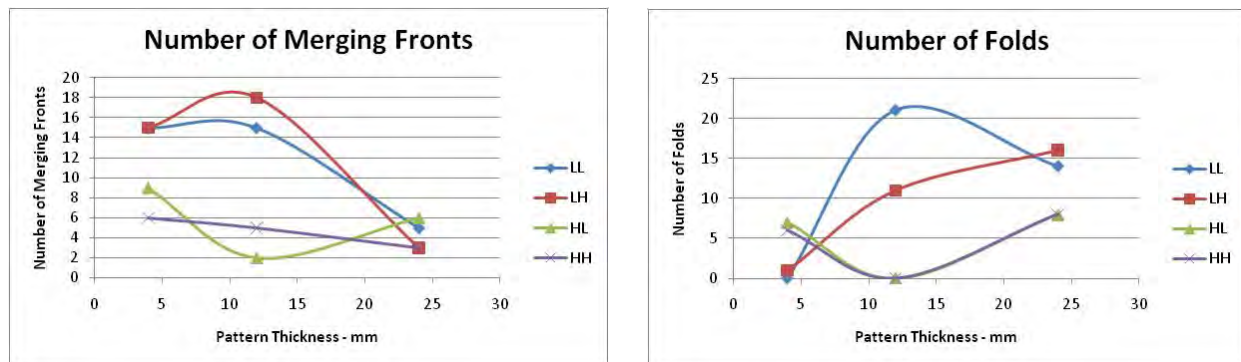 Number of Merging Fronts
Number of Merging Fronts
20
18
16
14
12
10
8
6
4
2
0
0 5 10 15 20 25 30
Pattern Thickness - mm
LL
LH
HL
HH
Number of Folds
Number of Folds
25
20
15
10
5
0
0 5 10 15 20 25 30
Pattern Thickness - mm
LL
LH
HL
HH